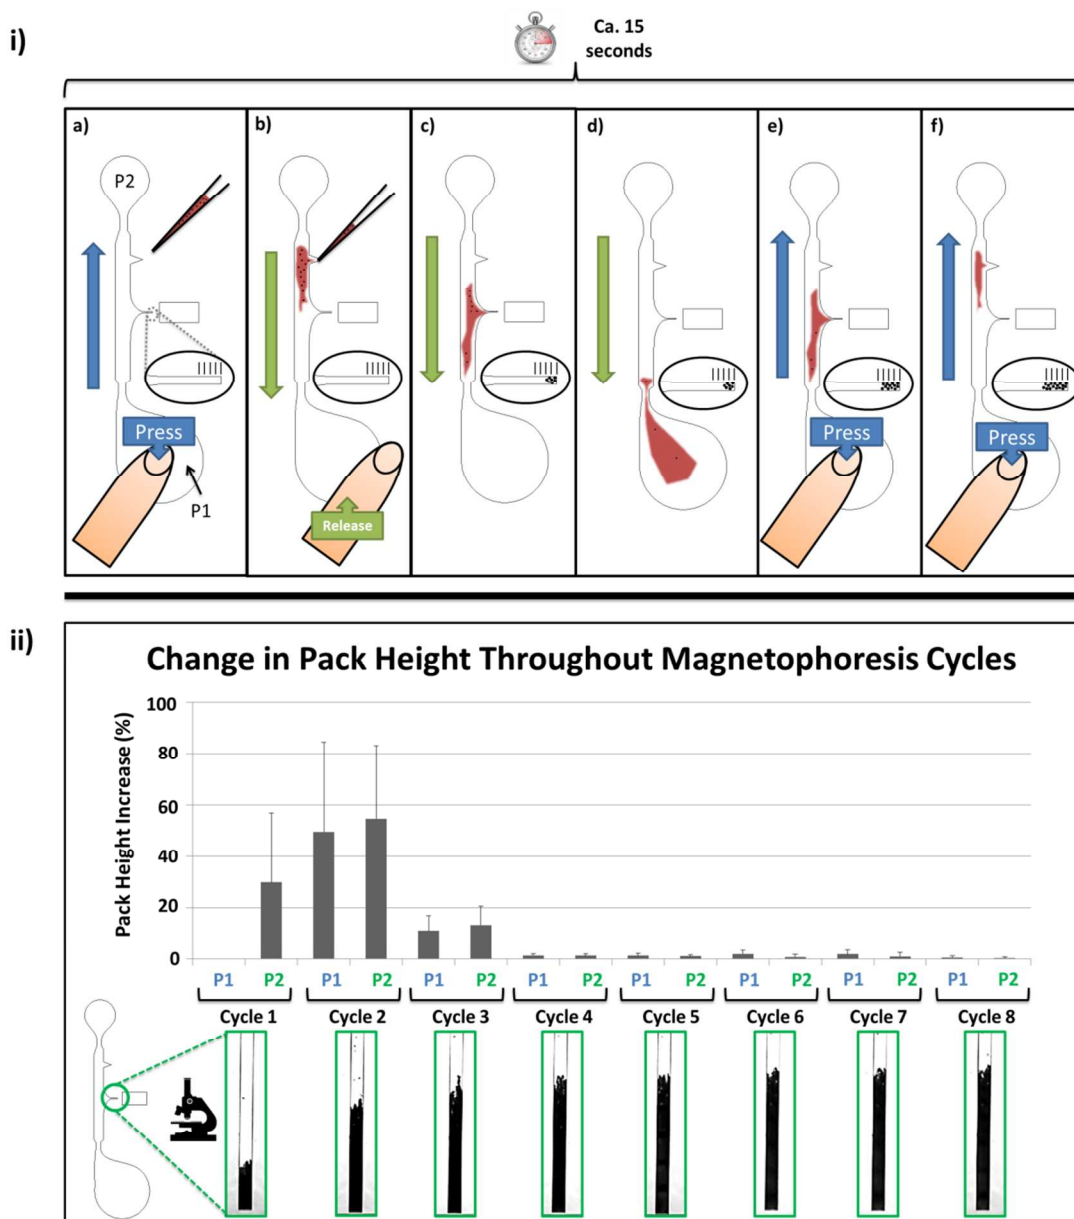 i)
Ca. 15
seconds
a)
b)
c)
d)
e)
f)
P2
Press
P1
Release
Press
Press
ii)
Change in Pack Height Throughout Magnetophoresis Cycles
Pack Height Increase (%)
100
80
60
40
20
0
P1 P2 P1 P2 P1 P2 P1 P2 P1 P2 P1 P2 P1 P2 P1 P2
Cycle 1 Cycle 2 Cycle 3 Cycle 4 Cycle 5 Cycle 6 Cycle 7 Cycle 8